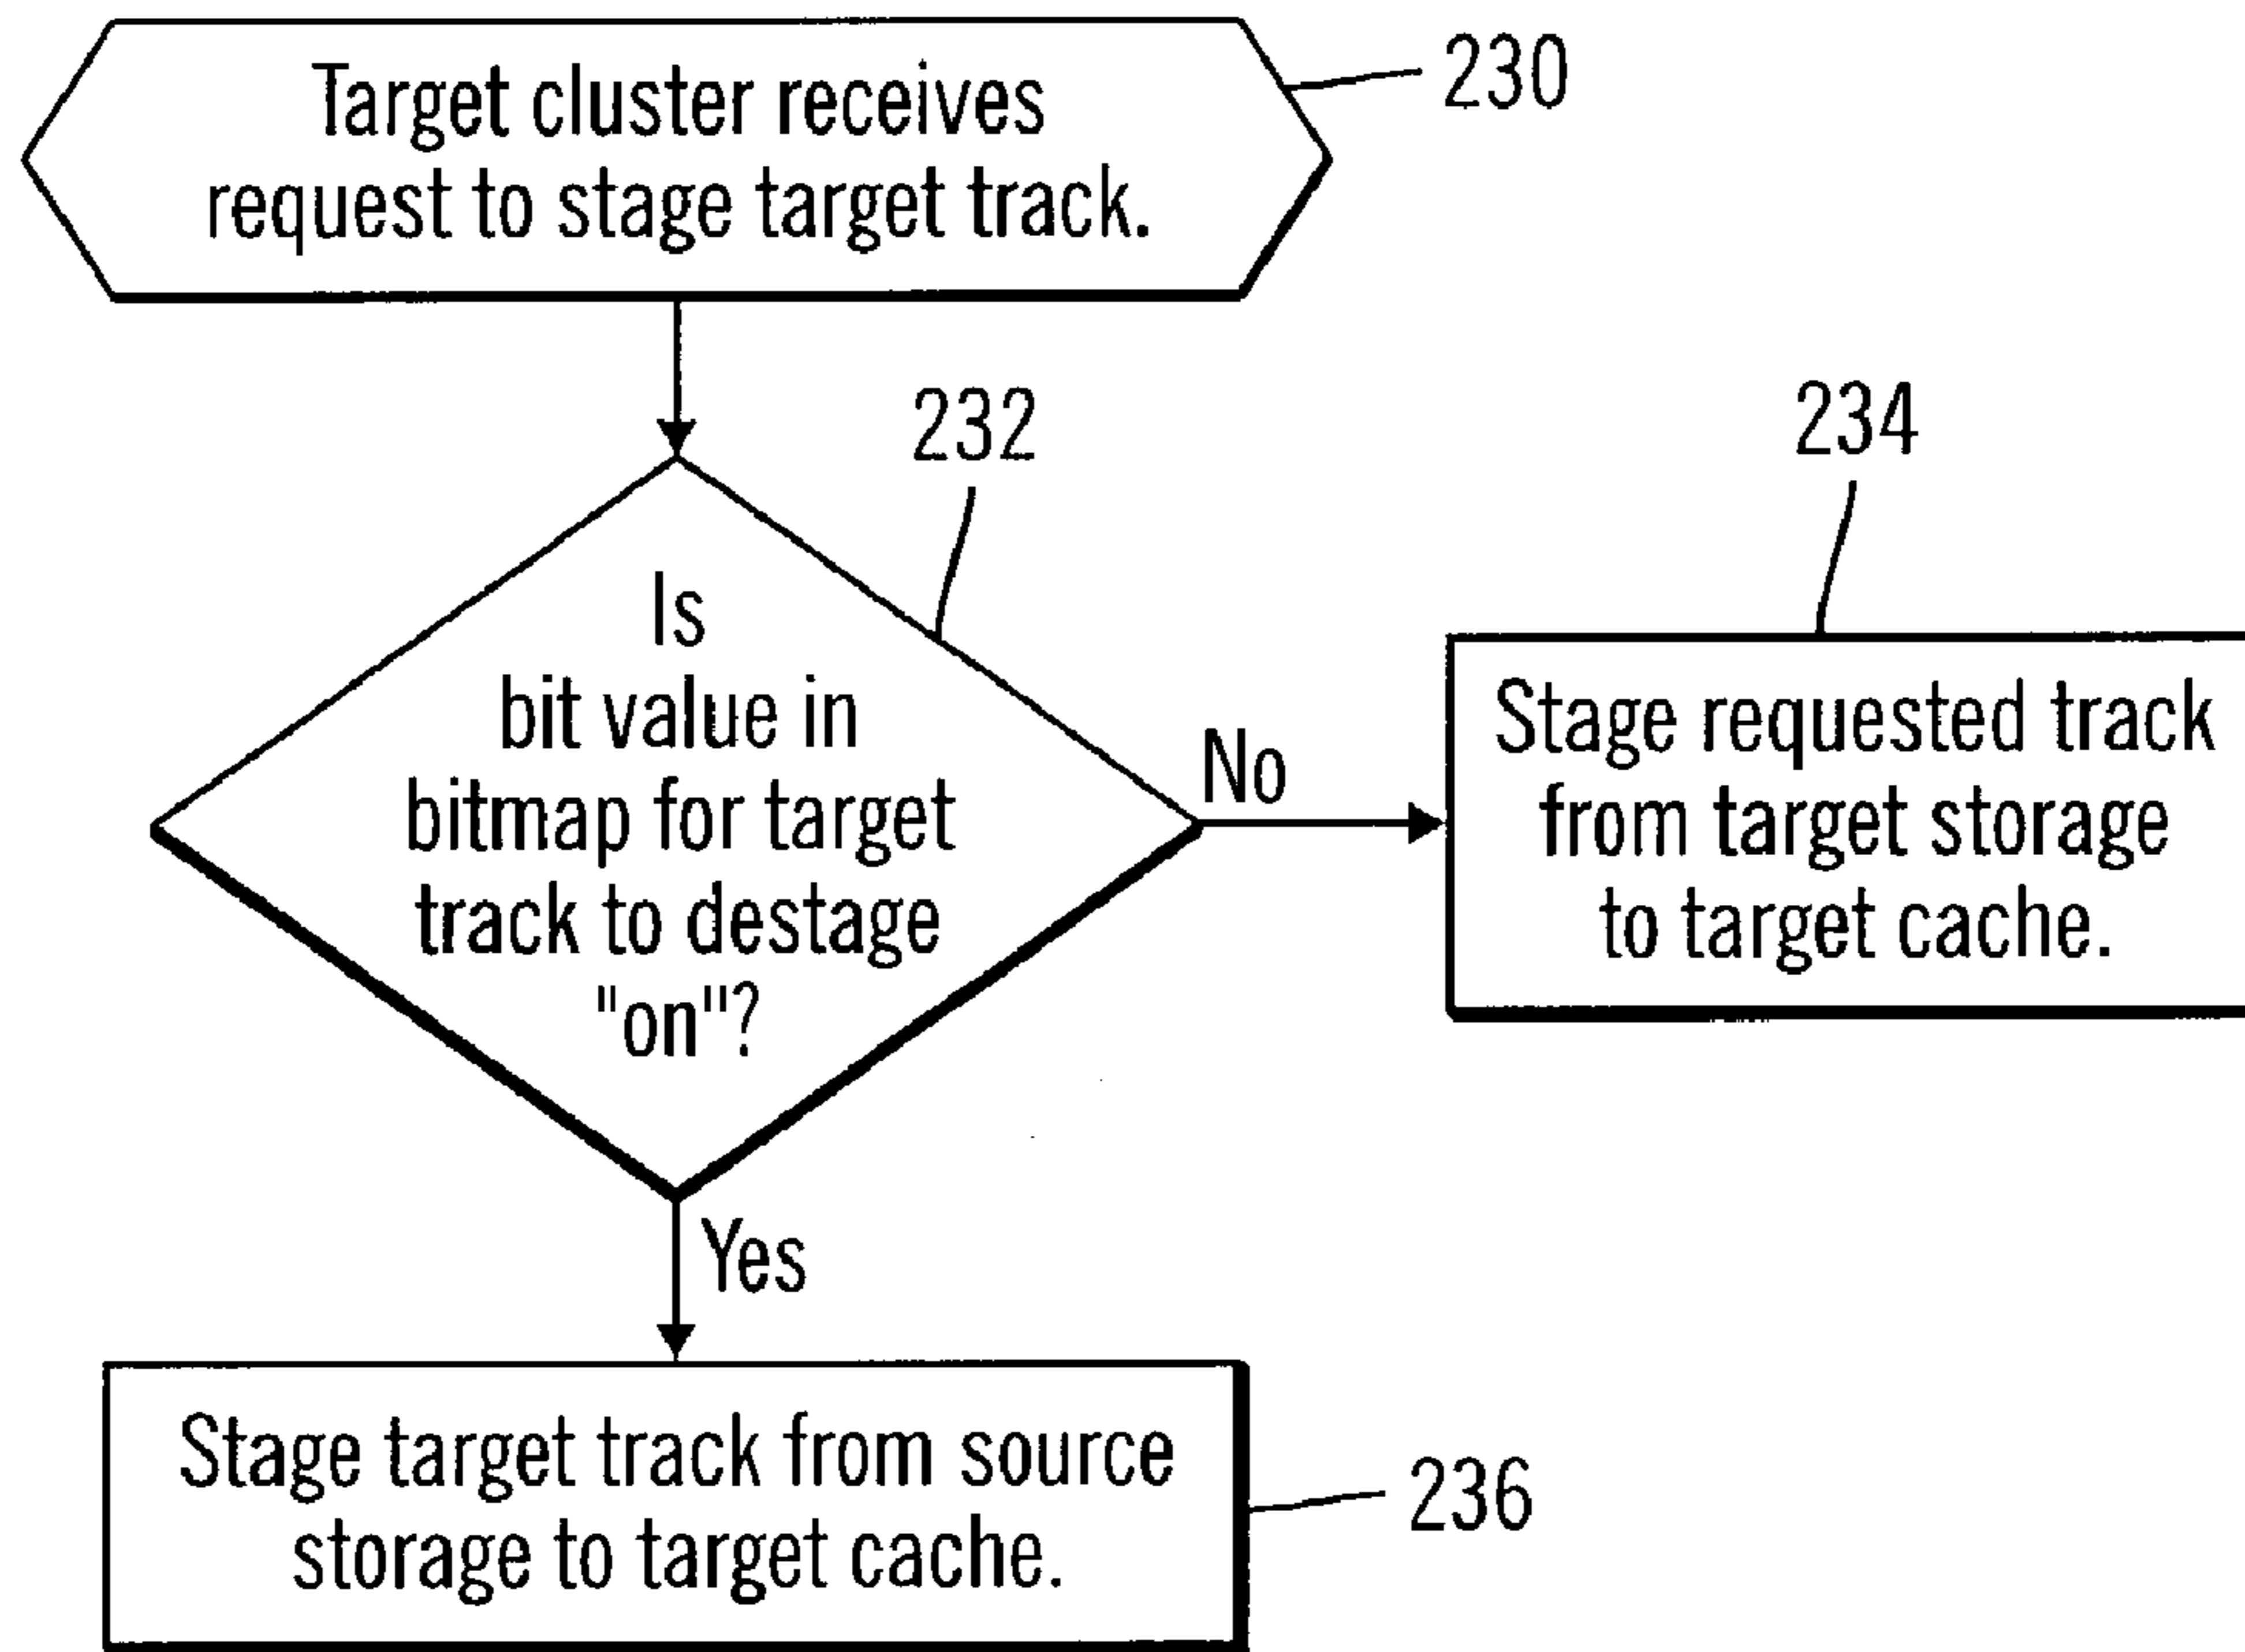 Target cluster receives
request to stage target track.
230
232
Is
bit value in
bitmap for target
track to destage
"on"?
No
234
Stage requested track
from target storage
to target cache.
Yes
Stage target track from source
storage to target cache.
236